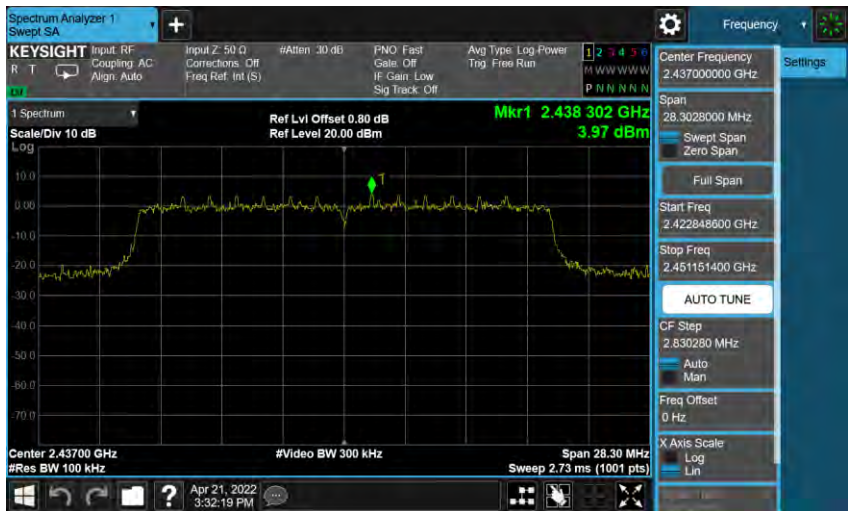 Spectrum Analyzer 1
Swept SA
Frequency
KEYSIGHT
R T
Input: RF
Coupling: AC
Align: Auto
Input Z: 50 Ω
Corrections: Off
Freq Ref: Int (S)
#Atten: 30 dB
PNO: Fast
Gate: Off
IF Gain: Low
Sig Track: Off
Avg Type: Log-Power
Trig: Free Run
1 2 3 4 5 6
M W W W W W
P N N N N N
Center Frequency
2.437000000 GHz
Settings
Span
28.3028000 MHz
Swept Span
Zero Span
Full Span
Start Freq
2.422848600 GHz
Stop Freq
2.451151400 GHz
AUTO TUNE
CF Step
2.830280 MHz
Auto
Man
Freq Offset
0 Hz
X Axis Scale
Log
Lin
1 Spectrum
Scale/Div 10 dB
Log
Ref Lvl Offset 0.80 dB
Ref Level 20.00 dBm
Mkr1 2.438 302 GHz
3.97 dBm
1
10.0
0.00
-10.0
-20.0
-30.0
-40.0
-50.0
-60.0
-70.0
Center 2.43700 GHz
#Res BW 100 kHz
#Video BW 300 kHz
Span 28.30 MHz
Sweep 2.73 ms (1001 pts)
?
Apr 21, 2022
3:32:19 PM